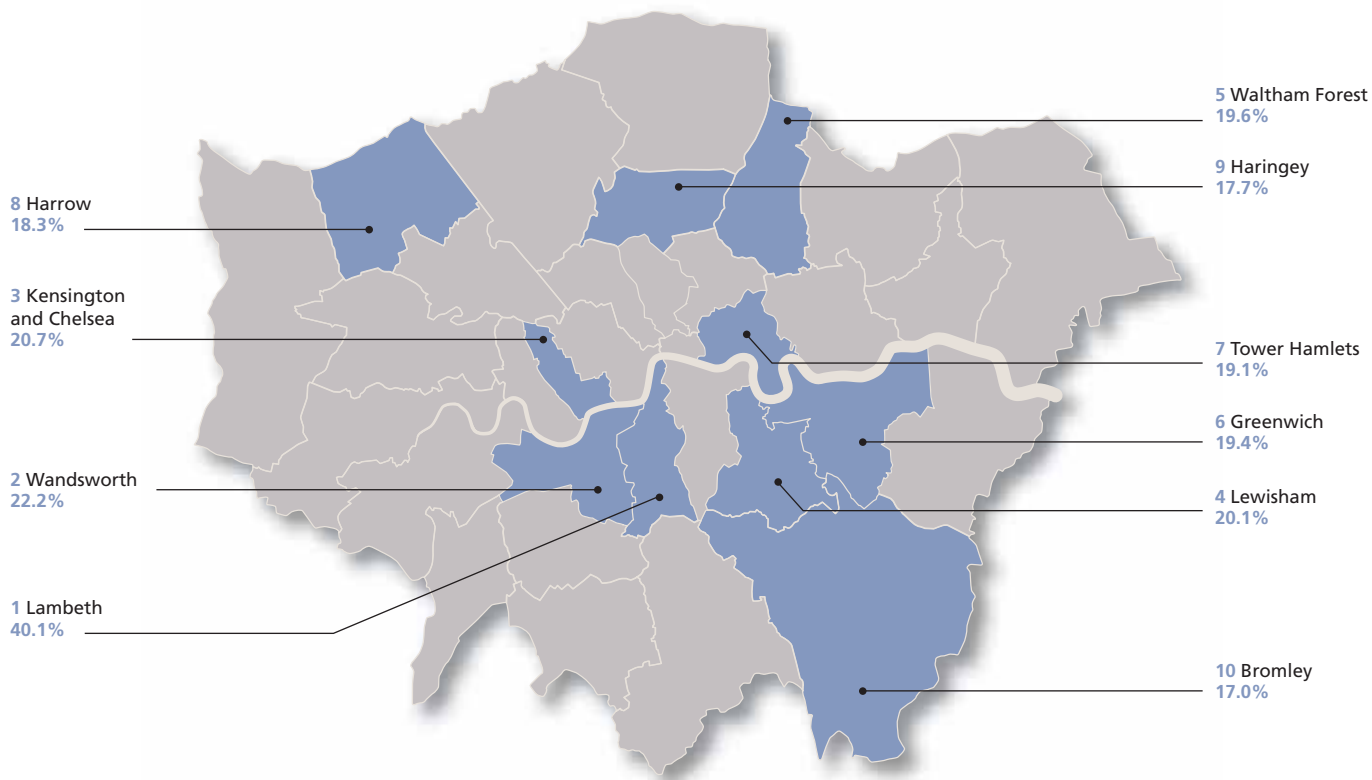 8 Harrow
18.3%
3 Kensington
and Chelsea
20.7%
2 Wandsworth
22.2%
1 Lambeth
40.1%
5 Waltham Forest
19.6%
9 Haringey
17.7%
7 Tower Hamlets
19.1%
6 Greenwich
19.4%
4 Lewisham
20.1%
10 Bromley
17.0%